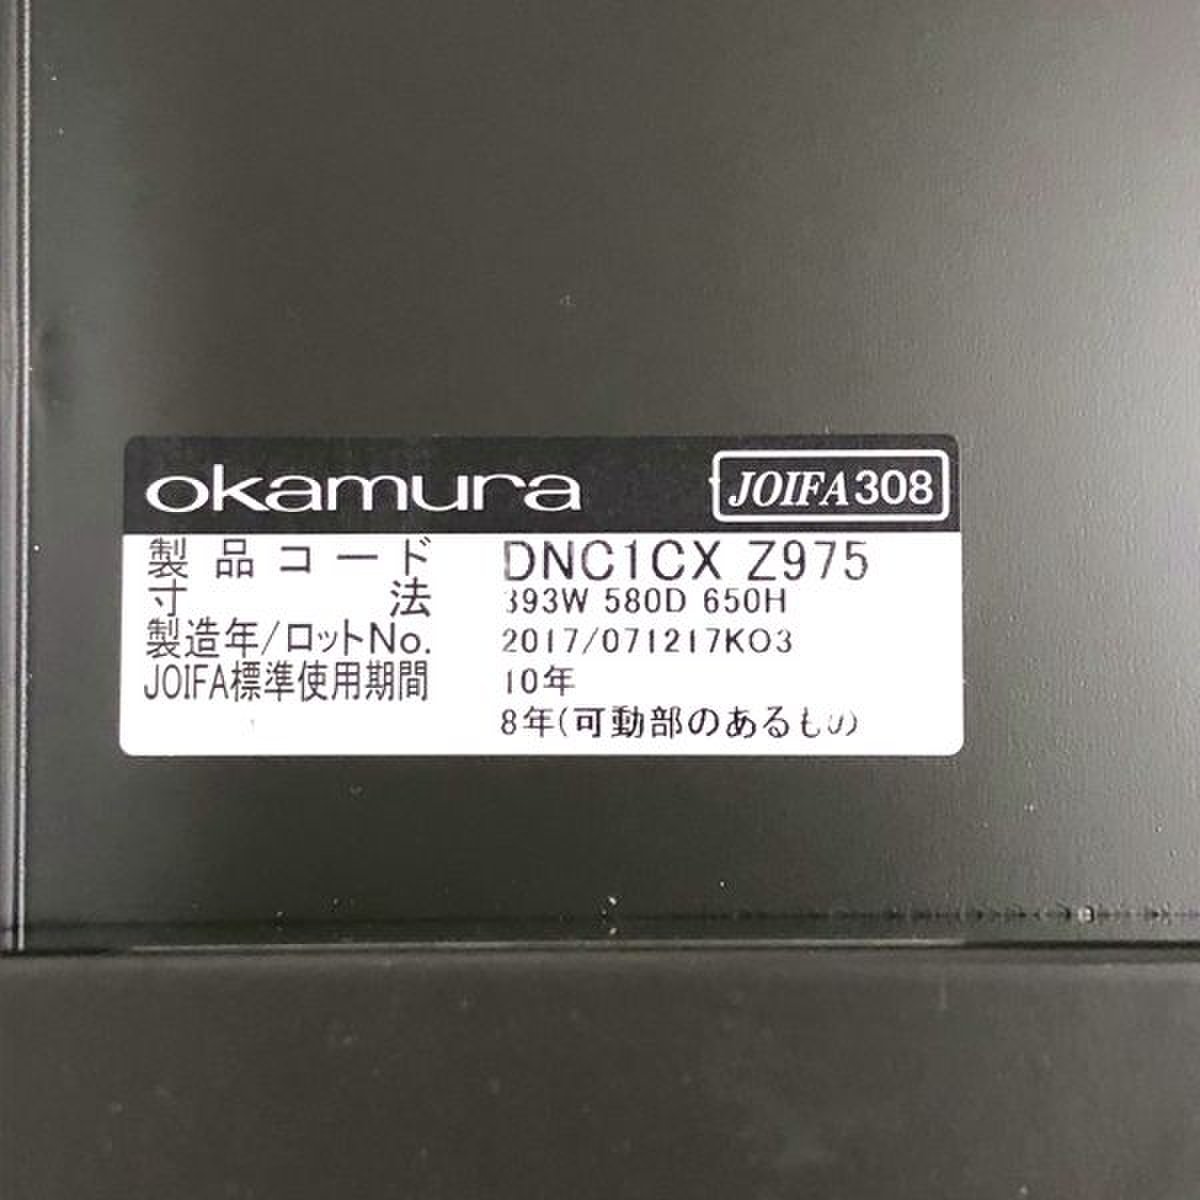 okamura JOIFA308
製品コード DNC1CX Z975
寸法 393W 580D 650H
製造年/ロットNo. 2017/071217KO3
JOIFA標準使用期間 10年
8年(可動部のあるもの)